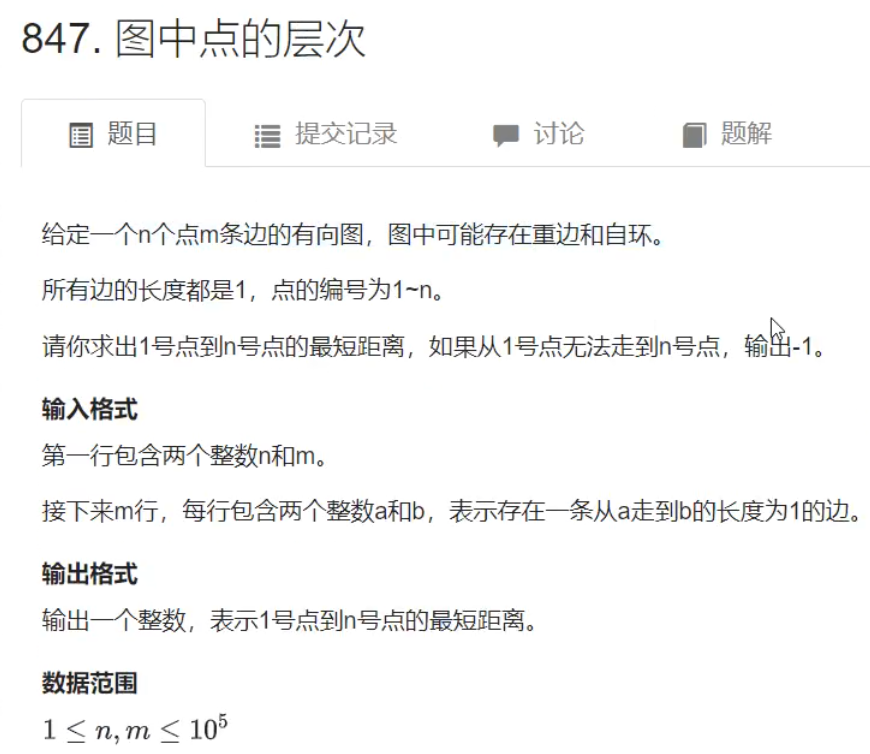 847. 图中点的层次
题目 提交记录 讨论 题解
给定一个n个点m条边的有向图，图中可能存在重边和自环。
所有边的长度都是1，点的编号为1~n。
请你求出1号点到n号点的最短距离，如果从1号点无法走到n号点，输出-1。
输入格式
第一行包含两个整数n和m。
接下来m行，每行包含两个整数a和b，表示存在一条从a走到b的长度为1的边。
输出格式
输出一个整数，表示1号点到n号点的最短距离。
数据范围
1 ≤ n, m ≤ 10⁵